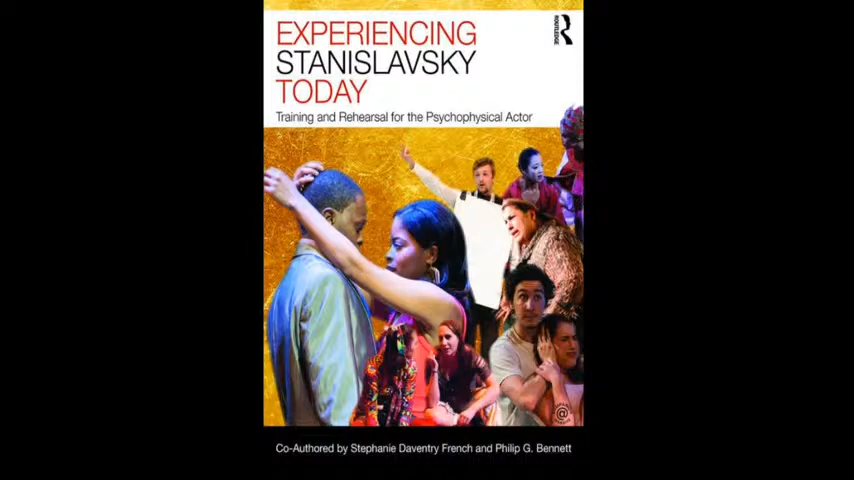 EXPERIENCING
STANISLAVSKY
TODAY
Training and Rehearsal for the Psychophysical Actor
ROUTLEDGE
Co-Authored by Stephanie Daventry French and Philip G. Bennett